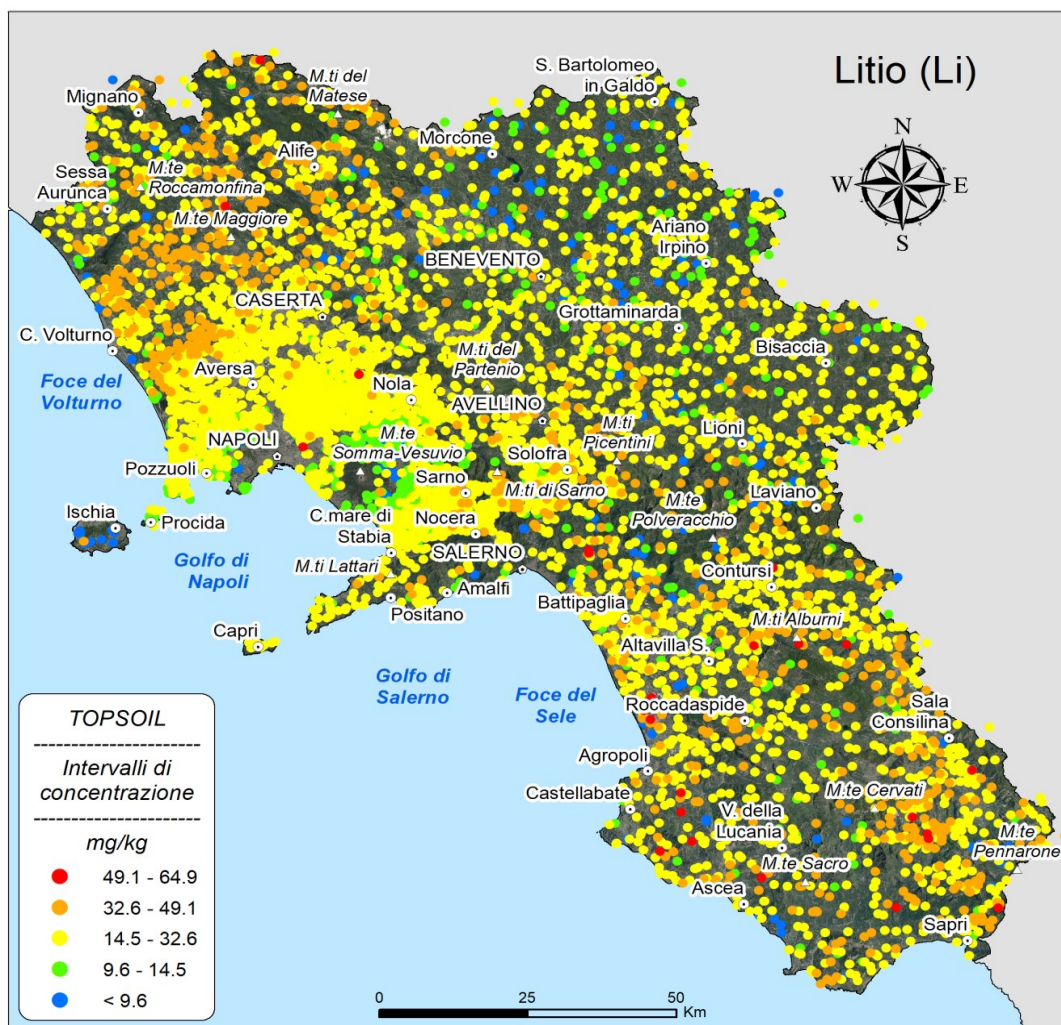 Litio (Li)
N
W
E
S
S. Bartolomeo
in Galdo
M.ti del
Matese
Mignano
Morcone
Alife
Sessa
Aurunca
M.te
Roccamonfina
M.te Maggiore
Ariano
Irpino
BENEVENTO
CASERTA
Grottaminarda
C. Volturno
M.ti del
Partenio
Bisaccia
Aversa
Nola
Foce del
Volturno
AVELLINO
M.ti
Picentini
Lioni
NAPOLI
M.te
Somma-Vesuvio
Solofra
Pozzuoli
Sarno
M.ti di Sarno
Laviano
M.te
Polveracchio
Ischia
Procida
C.mare di
Stabia
Nocera
Golfo di
Napoli
SALERNO
M.ti Lattari
Contursi
Amalfi
Positano
Battipaglia
M.ti Alburni
Capri
Altavilla S.
Golfo di
Salerno
Foce del
Sele
Roccadaspide
Sala
Consilina
Agropoli
Castellabate
M.te Cervati
V. della
Lucania
M.te
Pennarone
M.te Sacro
Ascea
Sapri
TOPSOIL
Intervalli di
concentrazione
mg/kg
49.1 - 64.9
32.6 - 49.1
14.5 - 32.6
9.6 - 14.5
< 9.6
0 25 50
Km